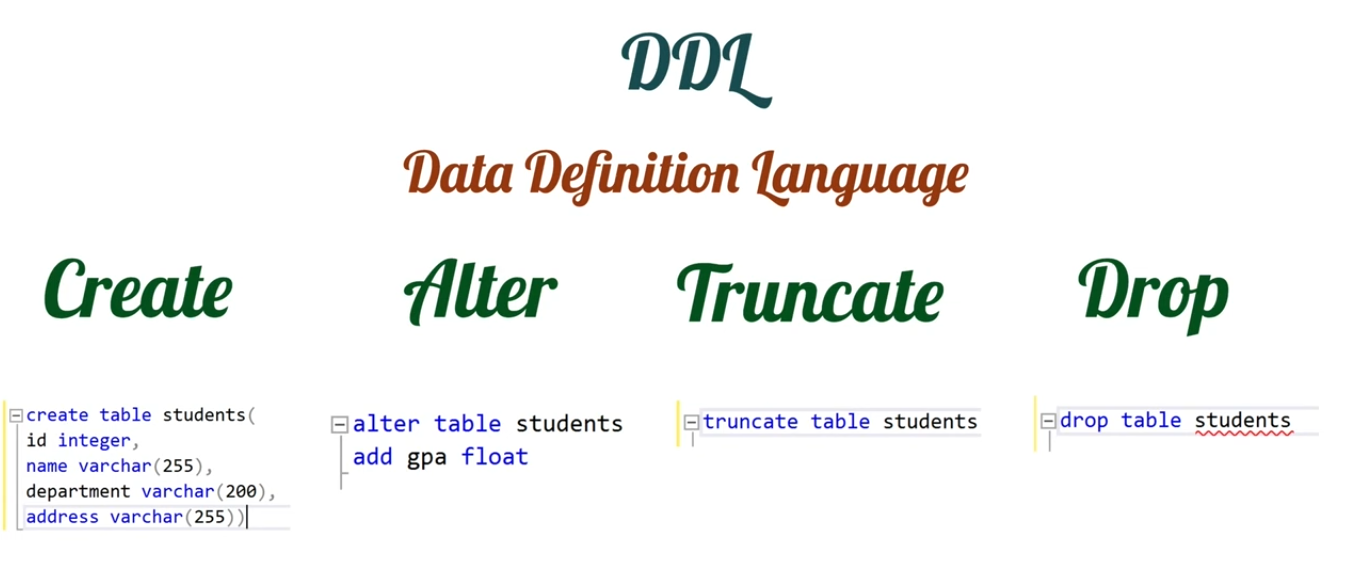 DDL
Data Definition Language
Create
Alter
Truncate
Drop
create table students(
id integer,
name varchar(255),
department varchar(200),
address varchar(255))
alter table students
add gpa float
truncate table students
drop table students